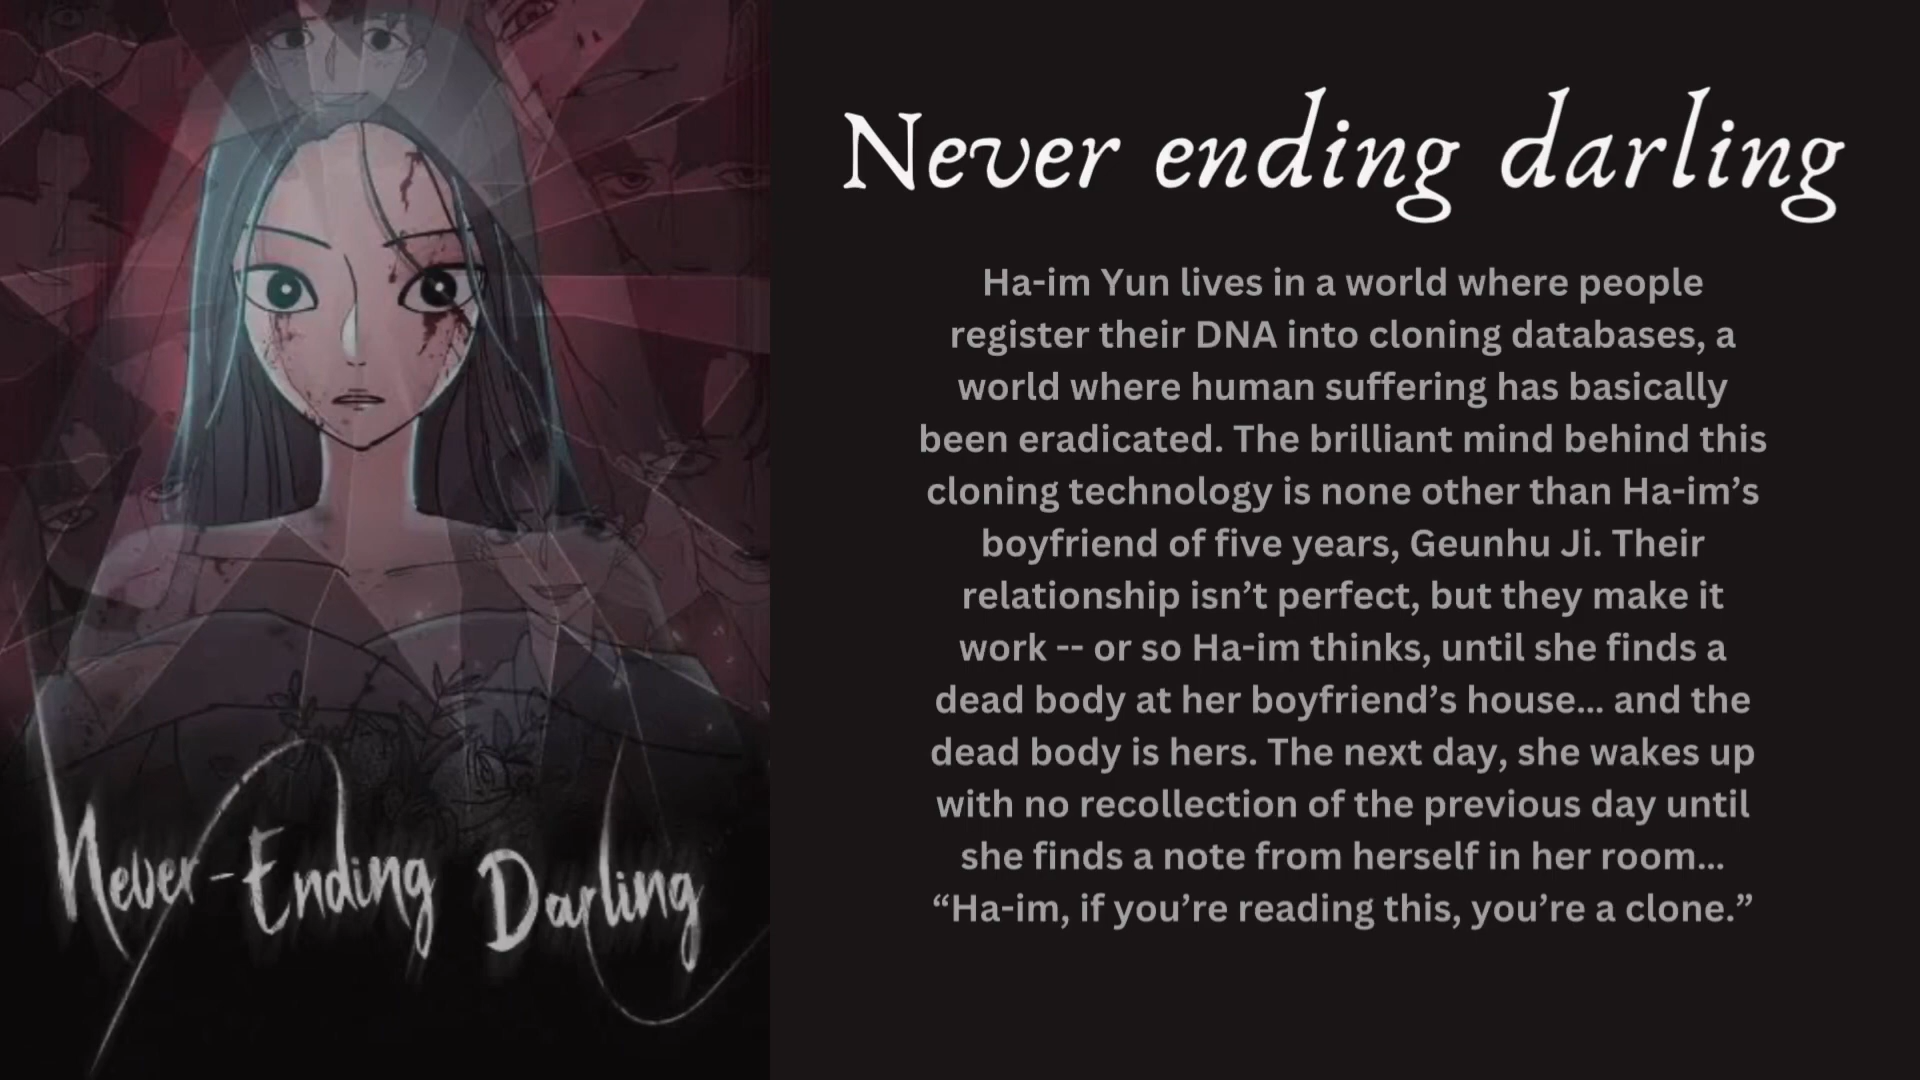 Never-Ending Darling
Never ending darling
Ha-im Yun lives in a world where people
register their DNA into cloning databases, a
world where human suffering has basically
been eradicated. The brilliant mind behind this
cloning technology is none other than Ha-im’s
boyfriend of five years, Geunhu Ji. Their
relationship isn’t perfect, but they make it
work -- or so Ha-im thinks, until she finds a
dead body at her boyfriend’s house... and the
dead body is hers. The next day, she wakes up
with no recollection of the previous day until
she finds a note from herself in her room...
“Ha-im, if you’re reading this, you’re a clone.”